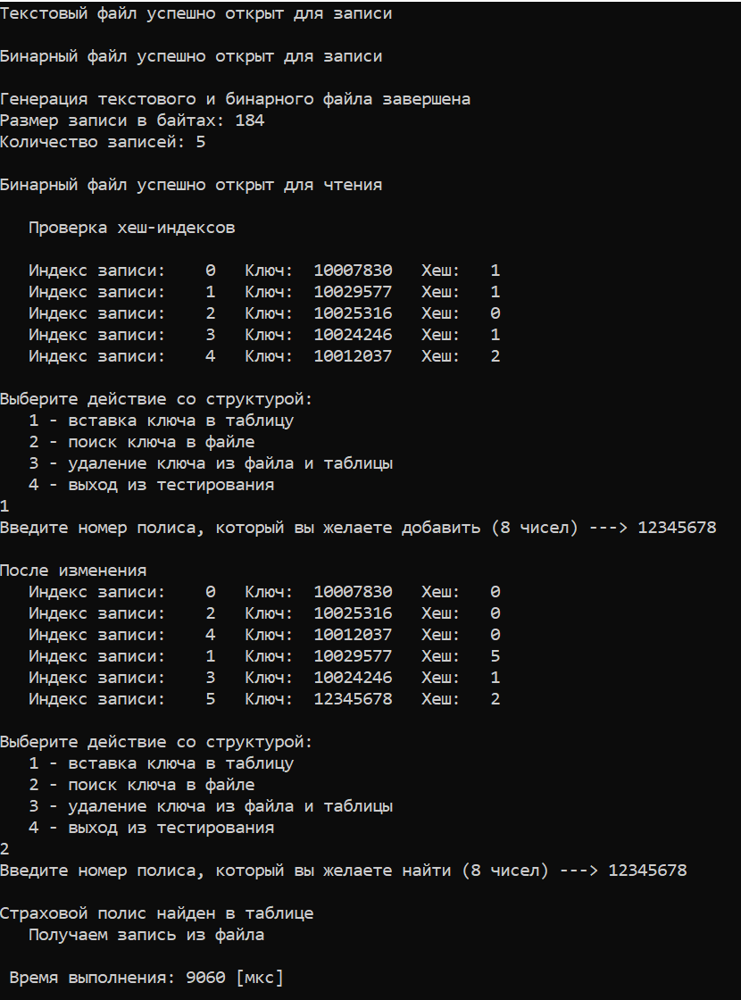 Текстовый файл успешно открыт для записи
Бинарный файл успешно открыт для записи
Генерация текстового и бинарного файла завершена
Размер записи в байтах: 184
Количество записей: 5
Бинарный файл успешно открыт для чтения
Проверка хеш-индексов
Индекс записи: 0 Ключ: 10007830 Хеш: 1
Индекс записи: 1 Ключ: 10029577 Хеш: 1
Индекс записи: 2 Ключ: 10025316 Хеш: 0
Индекс записи: 3 Ключ: 10024246 Хеш: 1
Индекс записи: 4 Ключ: 10012037 Хеш: 2
Выберите действие со структурой:
1 - вставка ключа в таблицу
2 - поиск ключа в файле
3 - удаление ключа из файла и таблицы
4 - выход из тестирования
1
Введите номер полиса, который вы желаете добавить (8 чисел) ---> 12345678
После изменения
Индекс записи: 0 Ключ: 10007830 Хеш: 0
Индекс записи: 2 Ключ: 10025316 Хеш: 0
Индекс записи: 4 Ключ: 10012037 Хеш: 0
Индекс записи: 1 Ключ: 10029577 Хеш: 5
Индекс записи: 3 Ключ: 10024246 Хеш: 1
Индекс записи: 5 Ключ: 12345678 Хеш: 2
Выберите действие со структурой:
1 - вставка ключа в таблицу
2 - поиск ключа в файле
3 - удаление ключа из файла и таблицы
4 - выход из тестирования
2
Введите номер полиса, который вы желаете найти (8 чисел) ---> 12345678
Страховой полис найден в таблице
Получаем запись из файла
Время выполнения: 9060 [мкс]